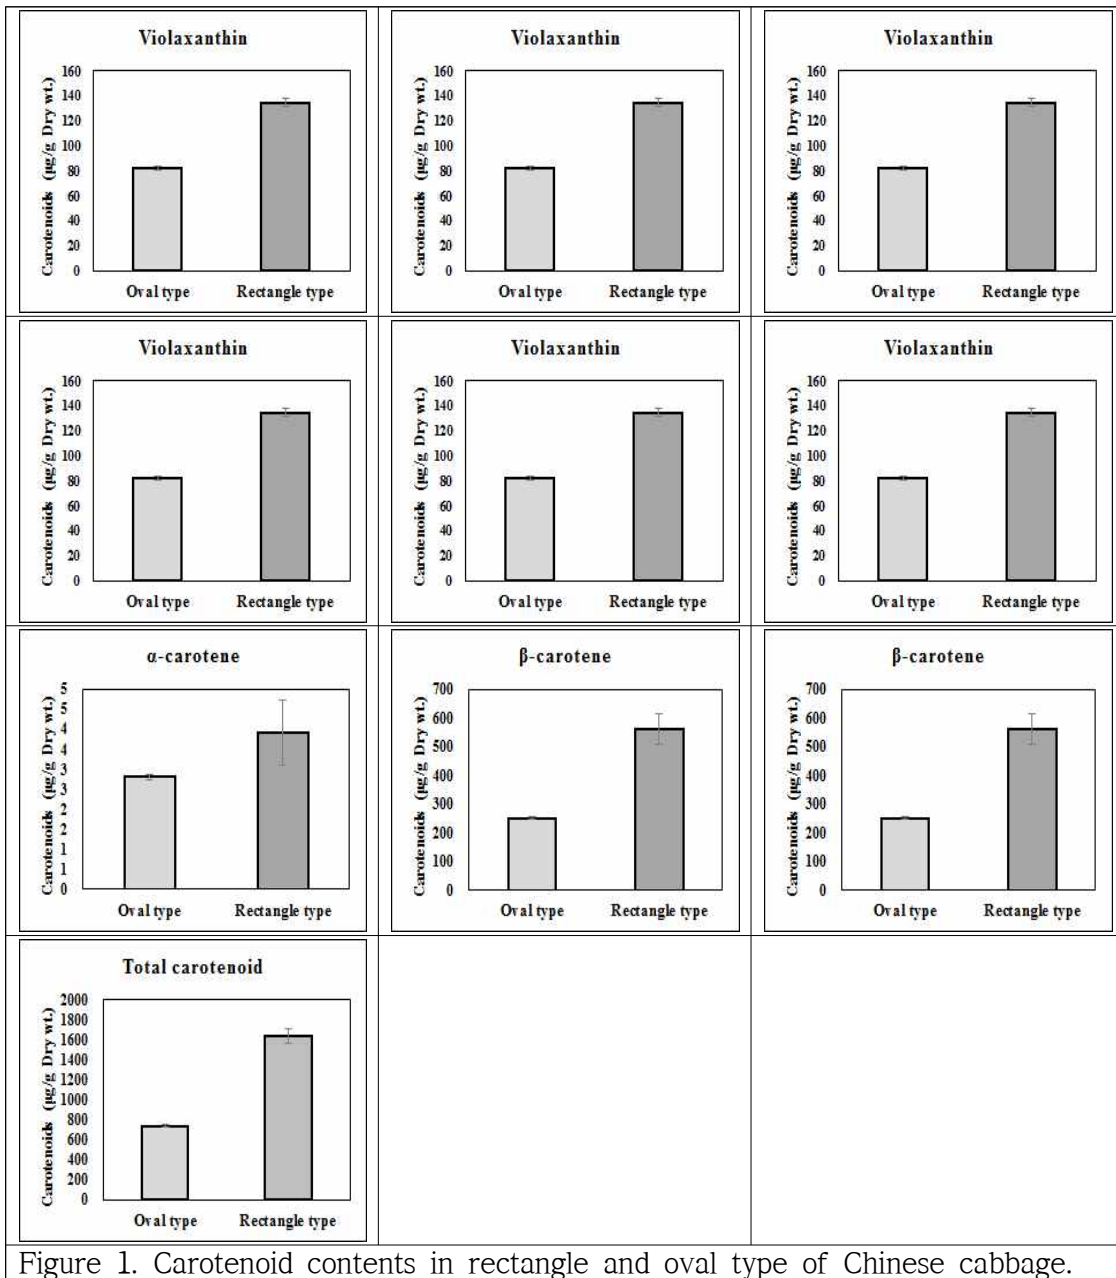 Violaxanthin
Carotenoids (µg/g Dry wt.)
160
140
120
100
80
60
40
20
0
Oval type Rectangle type
Violaxanthin
Carotenoids (µg/g Dry wt.)
160
140
120
100
80
60
40
20
0
Oval type Rectangle type
Violaxanthin
Carotenoids (µg/g Dry wt.)
160
140
120
100
80
60
40
20
0
Oval type Rectangle type
Violaxanthin
Carotenoids (µg/g Dry wt.)
160
140
120
100
80
60
40
20
0
Oval type Rectangle type
Violaxanthin
Carotenoids (µg/g Dry wt.)
160
140
120
100
80
60
40
20
0
Oval type Rectangle type
Violaxanthin
Carotenoids (µg/g Dry wt.)
160
140
120
100
80
60
40
20
0
Oval type Rectangle type
α-carotene
Carotenoids (µg/g Dry wt.)
5
5
4
4
3
3
2
2
1
1
0
Oval type Rectangle type
β-carotene
Carotenoids (µg/g Dry wt.)
700
600
500
400
300
200
100
0
Oval type Rectangle type
β-carotene
Carotenoids (µg/g Dry wt.)
700
600
500
400
300
200
100
0
Oval type Rectangle type
Total carotenoid
Carotenoids (µg/g Dry wt.)
2000
1800
1600
1400
1200
1000
800
600
400
200
0
Oval type Rectangle type
Figure 1. Carotenoid contents in rectangle and oval type of Chinese cabbage.